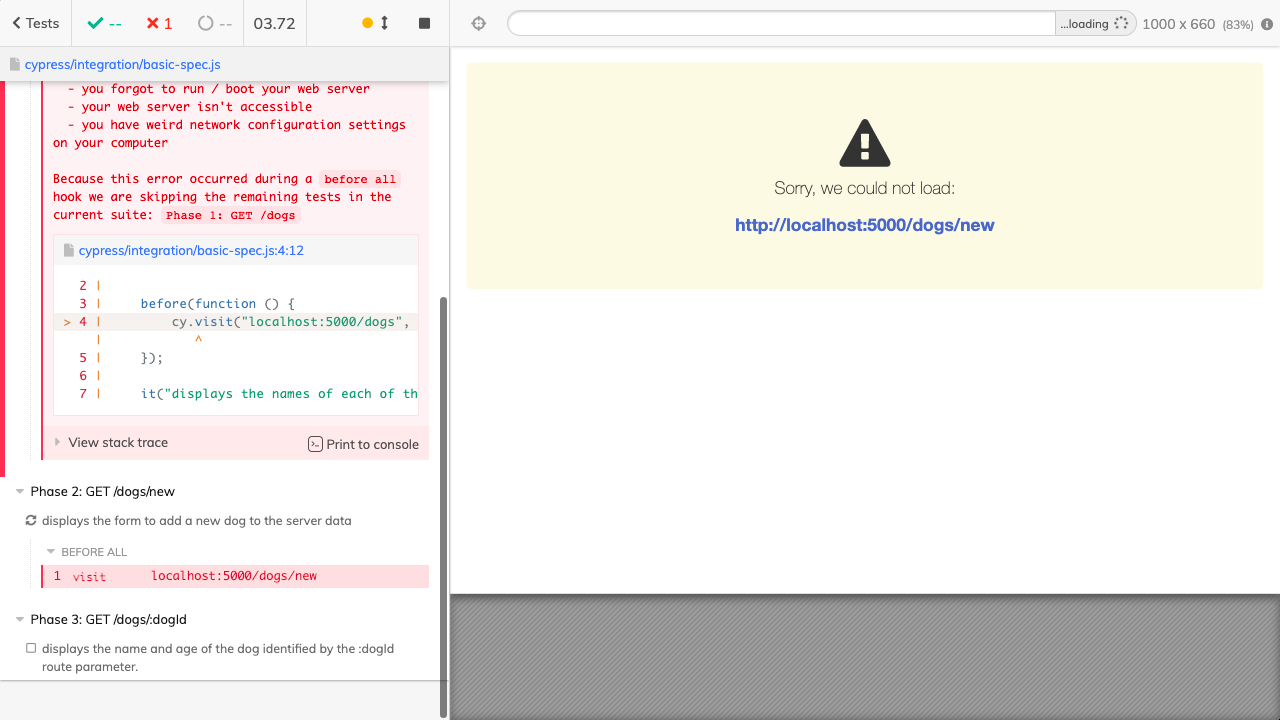 Tests
--
1
--
03.72
...loading
1000 x 660 (83%)
cypress/integration/basic-spec.js
- you forgot to run / boot your web server
- your web server isn't accessible
- you have weird network configuration settings
on your computer
Because this error occurred during a before all
hook we are skipping the remaining tests in the
current suite: Phase 1: GET /dogs
cypress/integration/basic-spec.js:4:12
2 |
3 | before(function () {
> 4 | cy.visit("localhost:5000/dogs",
| ^
5 | });
6 |
7 | it("displays the names of each of th
View stack trace
Print to console
Phase 2: GET /dogs/new
displays the form to add a new dog to the server data
BEFORE ALL
1 visit localhost:5000/dogs/new
Phase 3: GET /dogs/:dogId
displays the name and age of the dog identified by the :dogId
route parameter.
Sorry, we could not load:
http://localhost:5000/dogs/new